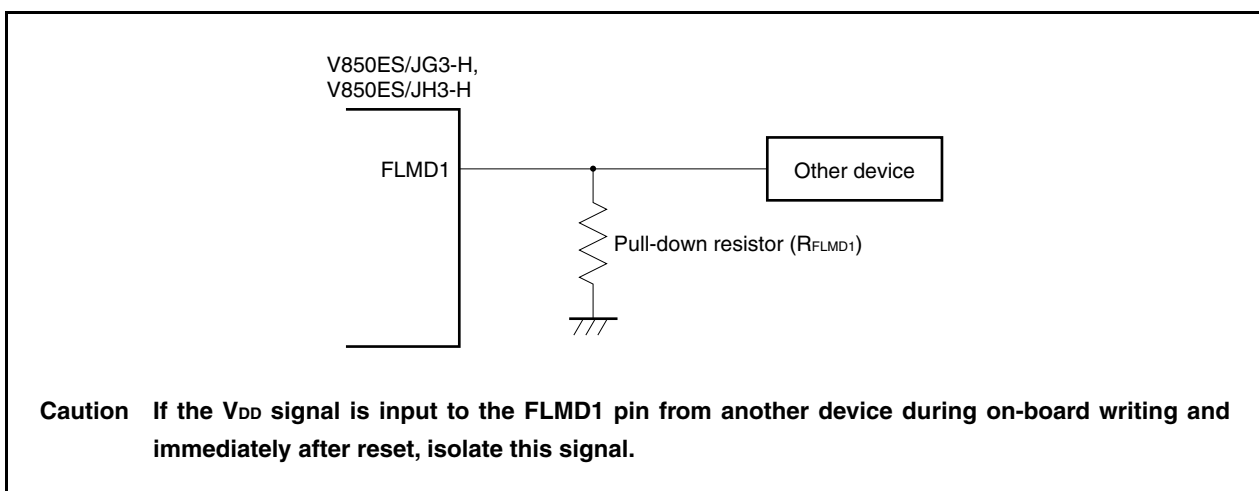 V850ES/JG3-H,
V850ES/JH3-H
FLMD1
Other device
Pull-down resistor (RFLMD1)
Caution If the VDD signal is input to the FLMD1 pin from another device during on-board writing and
immediately after reset, isolate this signal.